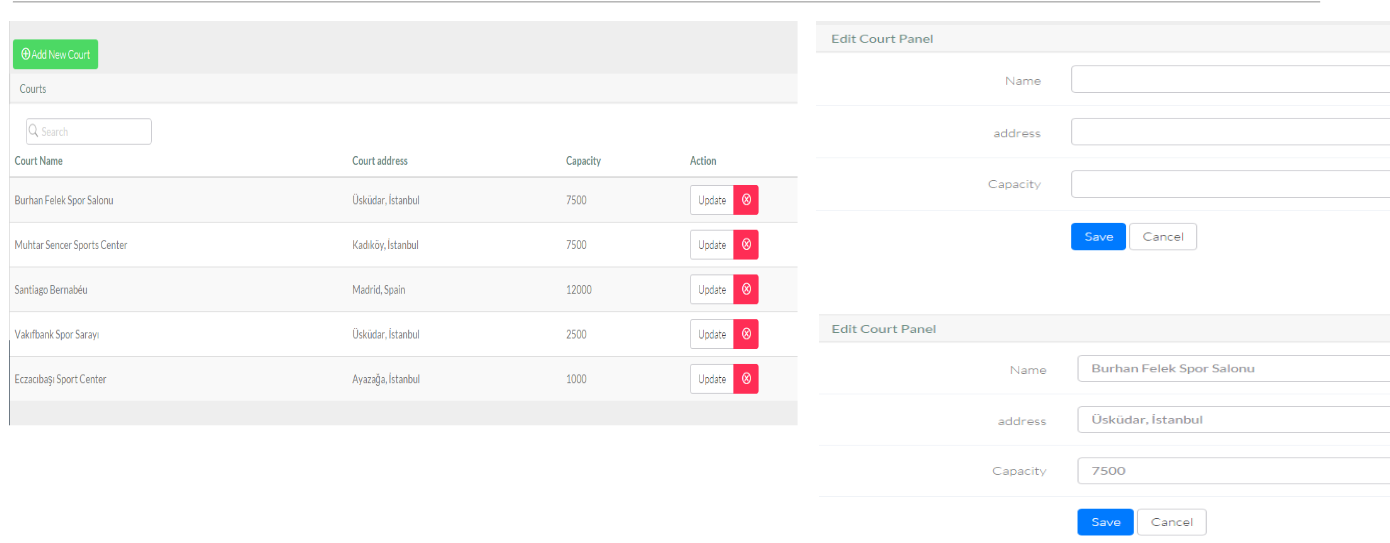 Add New Court
Courts
Search
Court Name Court address Capacity Action
Burhan Felek Spor Salonu Üsküdar, İstanbul 7500 Update
Muhtar Sencer Sports Center Kadıköy, İstanbul 7500 Update
Santiago Bernabéu Madrid, Spain 12000 Update
Vakıfbank Spor Sarayı Üsküdar, İstanbul 2500 Update
Eczacıbaşı Sport Center Ayazağa, İstanbul 1000 Update
Edit Court Panel
Name
address
Capacity
Save Cancel
Edit Court Panel
Name Burhan Felek Spor Salonu
address Üsküdar, İstanbul
Capacity 7500
Save Cancel